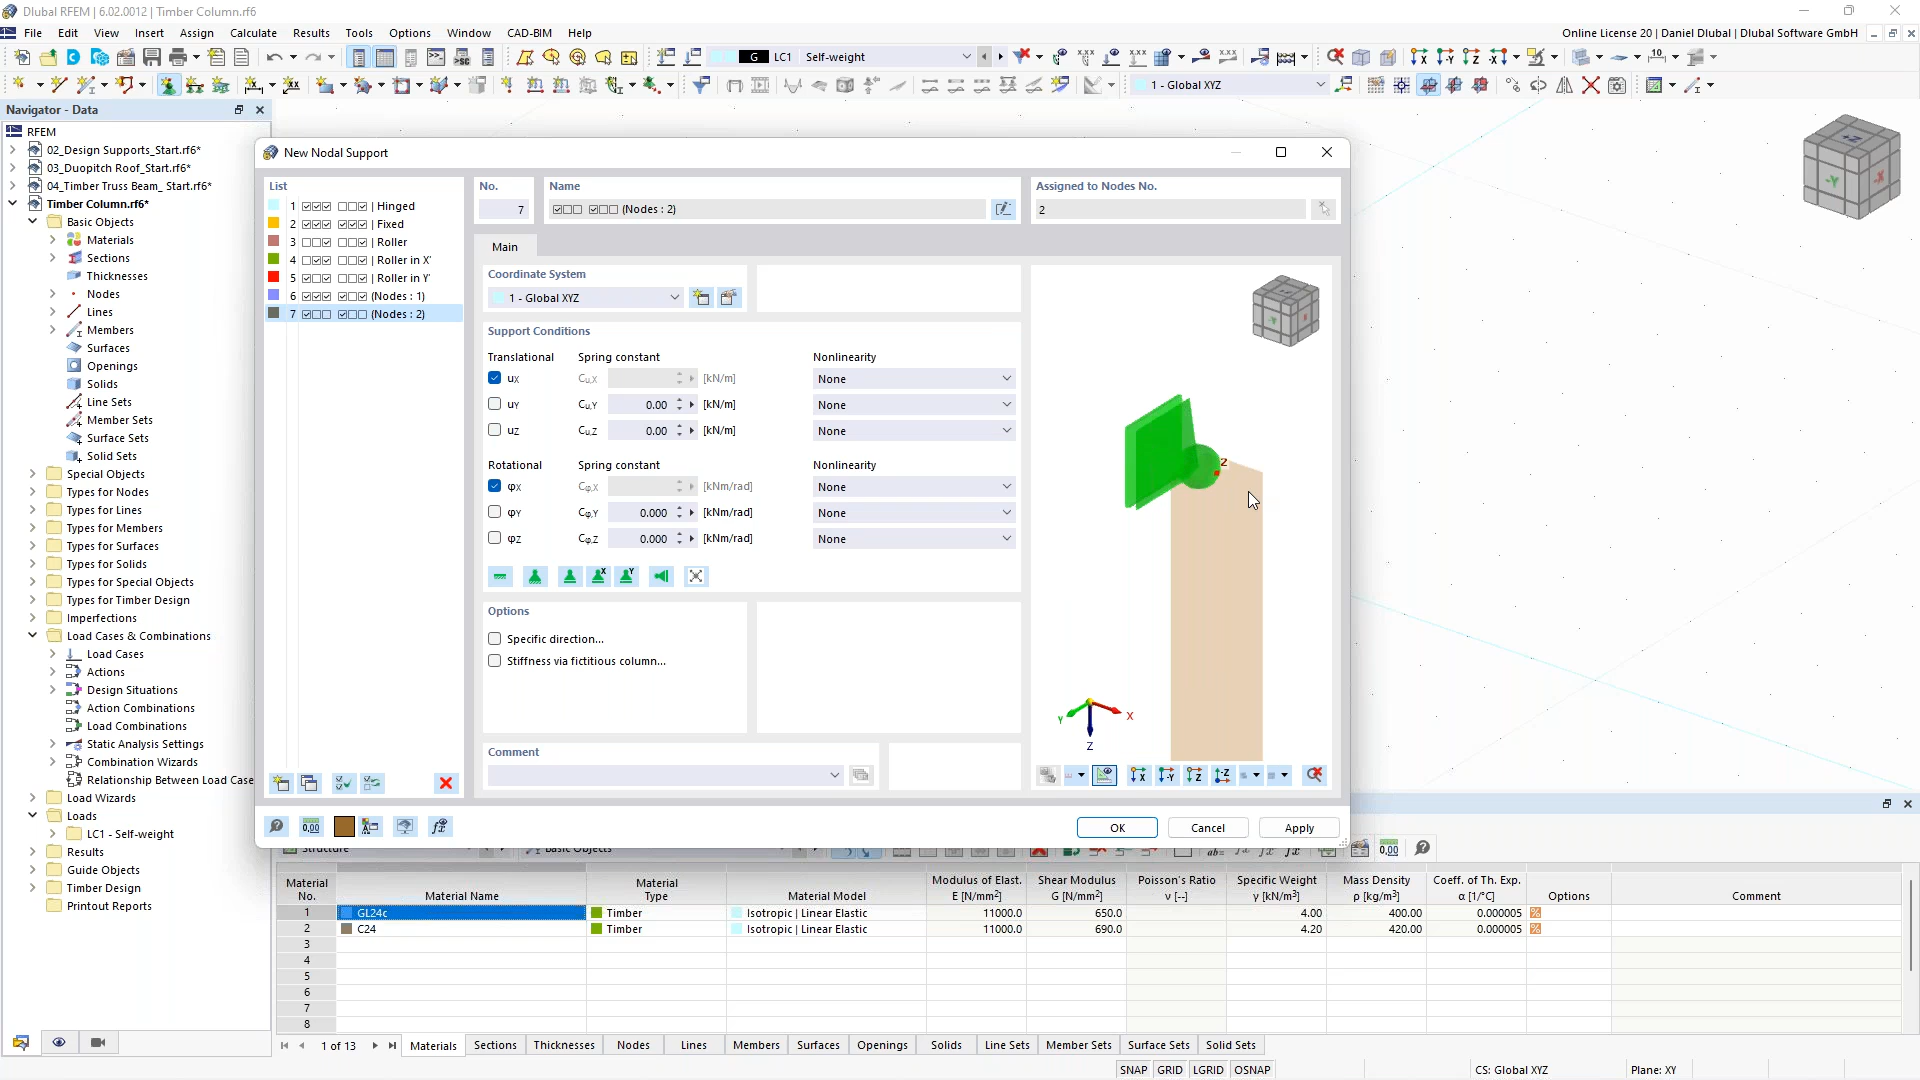 Dlubal RFEM | 6.02.0012 | Timber Column.rf6*
File Edit View Insert Assign Calculate Results Tools Options Window CAD-BIM Help
Online License 20 | Daniel Dlubal | Dlubal Software GmbH
G LC1 Self-weight
1 - Global XYZ
Navigator - Data
RFEM
02_Design Supports_Start.rf6*
03_Duopitch Roof_Start.rf6*
04_Timber Truss Beam_ Start.rf6*
Timber Column.rf6*
Basic Objects
Materials
Sections
Thicknesses
Nodes
Lines
Members
Surfaces
Openings
Solids
Line Sets
Member Sets
Surface Sets
Solid Sets
Special Objects
Types for Nodes
Types for Lines
Types for Members
Types for Surfaces
Types for Solids
Types for Special Objects
Types for Timber Design
Imperfections
Load Cases & Combinations
Load Cases
Actions
Design Situations
Action Combinations
Load Combinations
Static Analysis Settings
Combination Wizards
Relationship Between Load Case
Load Wizards
Loads
LC1 - Self-weight
Results
Guide Objects
Timber Design
Printout Reports
New Nodal Support
List
1 | Hinged
2 | Fixed
3 | Roller
4 | Roller in X'
5 | Roller in Y'
6 (Nodes : 1)
7 (Nodes : 2)
No.
7
Name
(Nodes : 2)
Assigned to Nodes No.
2
Main
Coordinate System
1 - Global XYZ
Support Conditions
Translational Spring constant Nonlinearity
uX Cu,X [kN/m] None
uY Cu,Y 0.00 [kN/m] None
uZ Cu,Z 0.00 [kN/m] None
Rotational Spring constant Nonlinearity
φX Cφ,X [kNm/rad] None
φY Cφ,Y 0.000 [kNm/rad] None
φZ Cφ,Z 0.000 [kNm/rad] None
Options
Specific direction...
Stiffness via fictitious column...
Comment
2
X
Y
Z
OK Cancel Apply
Structure Basic Objects
Material No. Material Name Material Type Material Model Modulus of Elast. E [N/mm²] Shear Modulus G [N/mm²] Poisson's Ratio ν [--] Specific Weight γ [kN/m³] Mass Density ρ [kg/m³] Coeff. of Th. Exp. α [1/°C] Options Comment
1 GL24c Timber Isotropic | Linear Elastic 11000.0 650.0 4.00 400.00 0.000005
2 C24 Timber Isotropic | Linear Elastic 11000.0 690.0 4.20 420.00 0.000005
3
4
5
6
7
8
1 of 13 Materials Sections Thicknesses Nodes Lines Members Surfaces Openings Solids Line Sets Member Sets Surface Sets Solid Sets
SNAP GRID LGRID OSNAP CS: Global XYZ Plane: XY